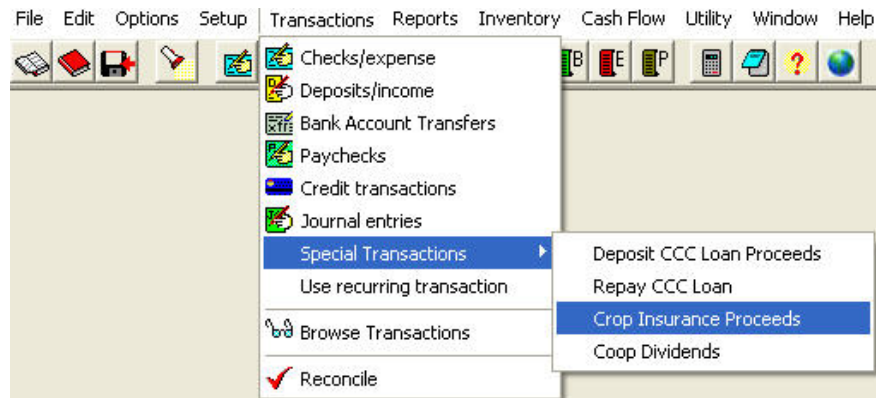 File Edit Options Setup Transactions Reports Inventory Cash Flow Utility Window Help
B E P
Checks/expense
Deposits/income
Bank Account Transfers
Paychecks
Credit transactions
Journal entries
Special Transactions
Deposit CCC Loan Proceeds
Use recurring transaction
Repay CCC Loan
Crop Insurance Proceeds
Browse Transactions
Coop Dividends
Reconcile